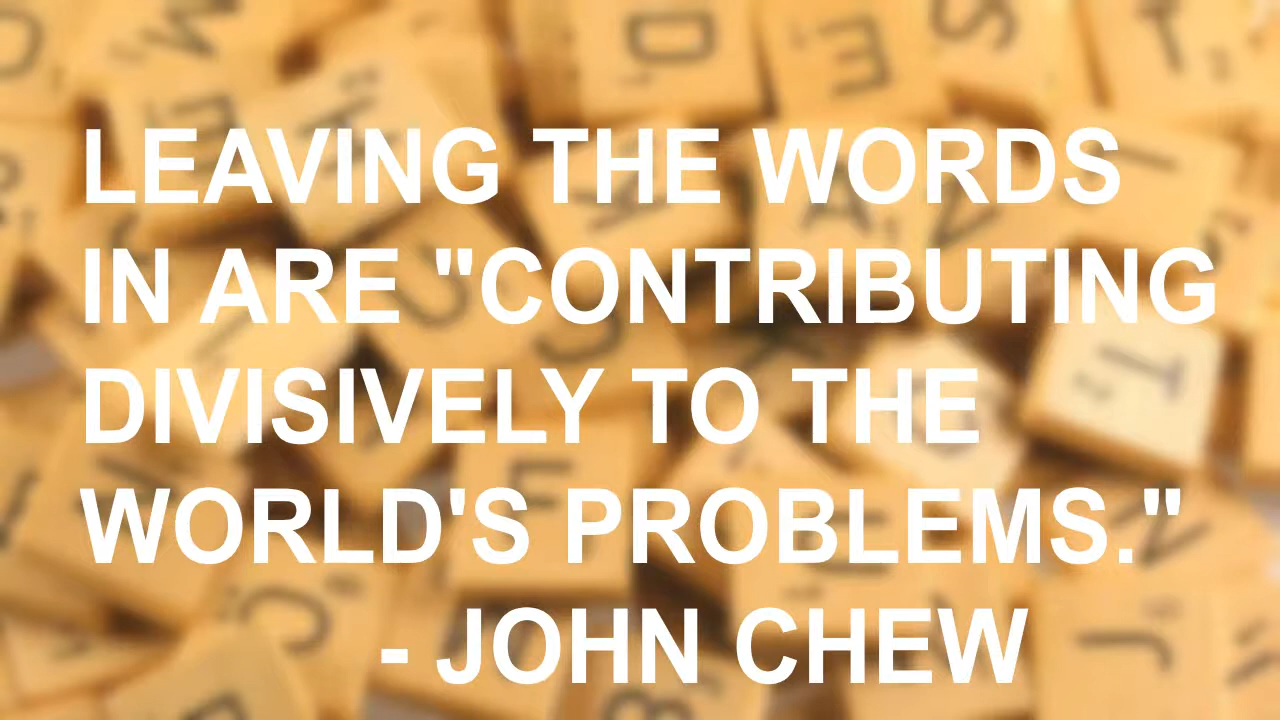 LEAVING THE WORDS
IN ARE "CONTRIBUTING
DIVISIVELY TO THE
WORLD'S PROBLEMS."
- JOHN CHEW